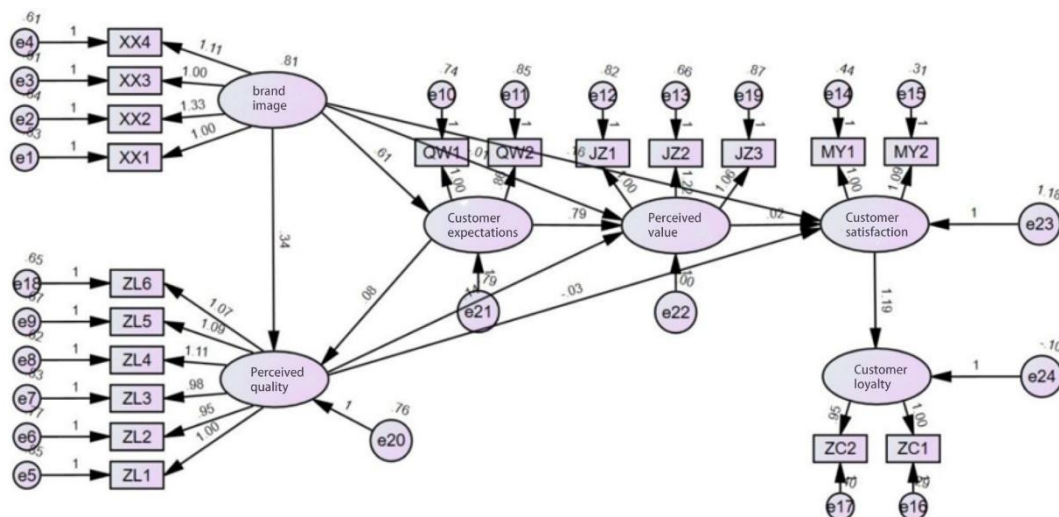 .61
e4 1 XX4 1.11
e3 1 XX3 1.00
e2 1 XX2 1.33
e1 1 XX1 1.00
.81
brand
image
.74 .85 .82 .66 .87 .44 .31
e10 e11 e12 e13 e19 e14 e15
1 1 1 1 1 1 1
QW1 QW2 JZ1 JZ2 JZ3 MY1 MY2
1.00 1.00 1.06 1.00 1.09
.61 .16
.34
Customer
expectations
.79
Perceived
value
.02
Customer
satisfaction
1 1.18
e23
.08
-.03
e21
e22
1.19
.65
e18 1 ZL6 1.07
e9 1 ZL5 1.09
e8 1 ZL4 1.11
e7 1 ZL3 .98
e6 1 ZL2 .95
e5 1 ZL1 1.00
Perceived
quality
1 .76
e20
Customer
loyalty
1 -.10
e24
.95 1.00
ZC2 ZC1
e17 e16